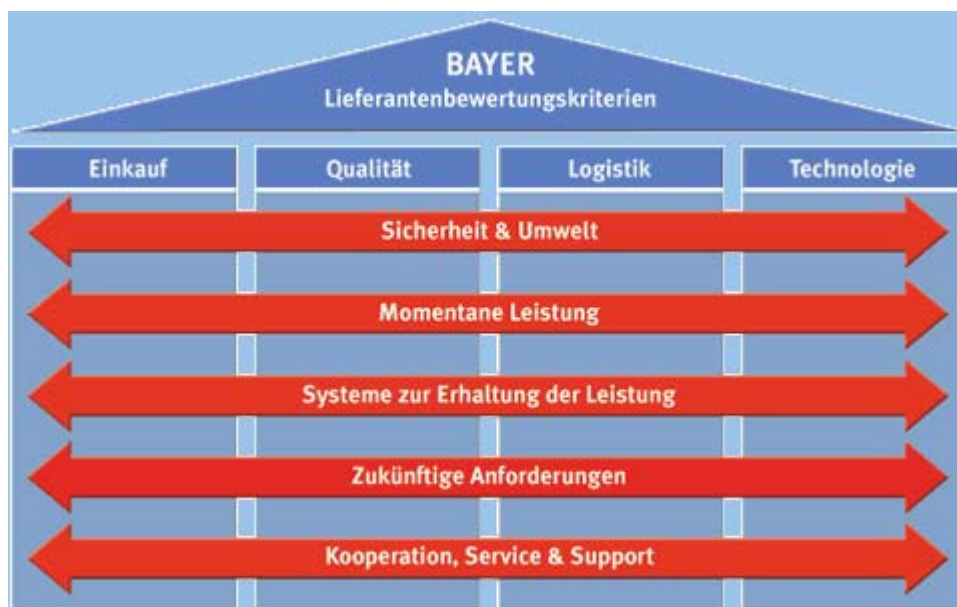 BAYER
Lieferantenbewertungskriterien
Einkauf
Qualität
Logistik
Technologie
Sicherheit & Umwelt
Momentane Leistung
Systeme zur Erhaltung der Leistung
Zukünftige Anforderungen
Kooperation, Service & Support